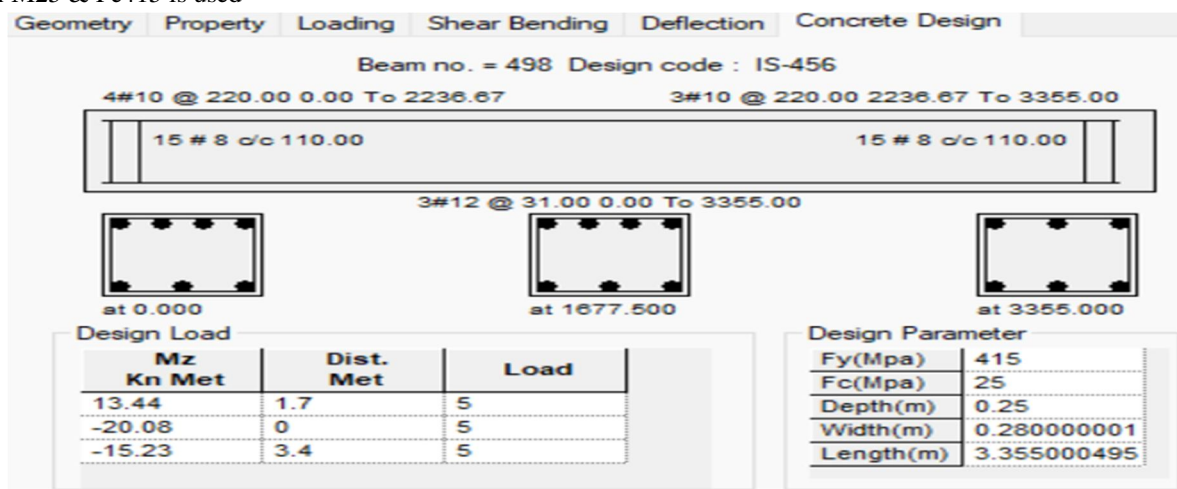 M25 & Fe415 is used
Geometry Property Loading Shear Bending Deflection Concrete Design
Beam no. = 498 Design code : IS-456
4#10 @ 220.00 0.00 To 2236.67 3#10 @ 220.00 2236.67 To 3355.00
15 # 8 c/c 110.00 15 # 8 c/c 110.00
3#12 @ 31.00 0.00 To 3355.00
at 0.000 at 1677.500 at 3355.000
Design Load Design Parameter
Mz Kn Met Dist. Met Load
13.44 1.7 5
-20.08 0 5
-15.23 3.4 5
Fy(Mpa) 415
Fc(Mpa) 25
Depth(m) 0.25
Width(m) 0.280000001
Length(m) 3.355000495